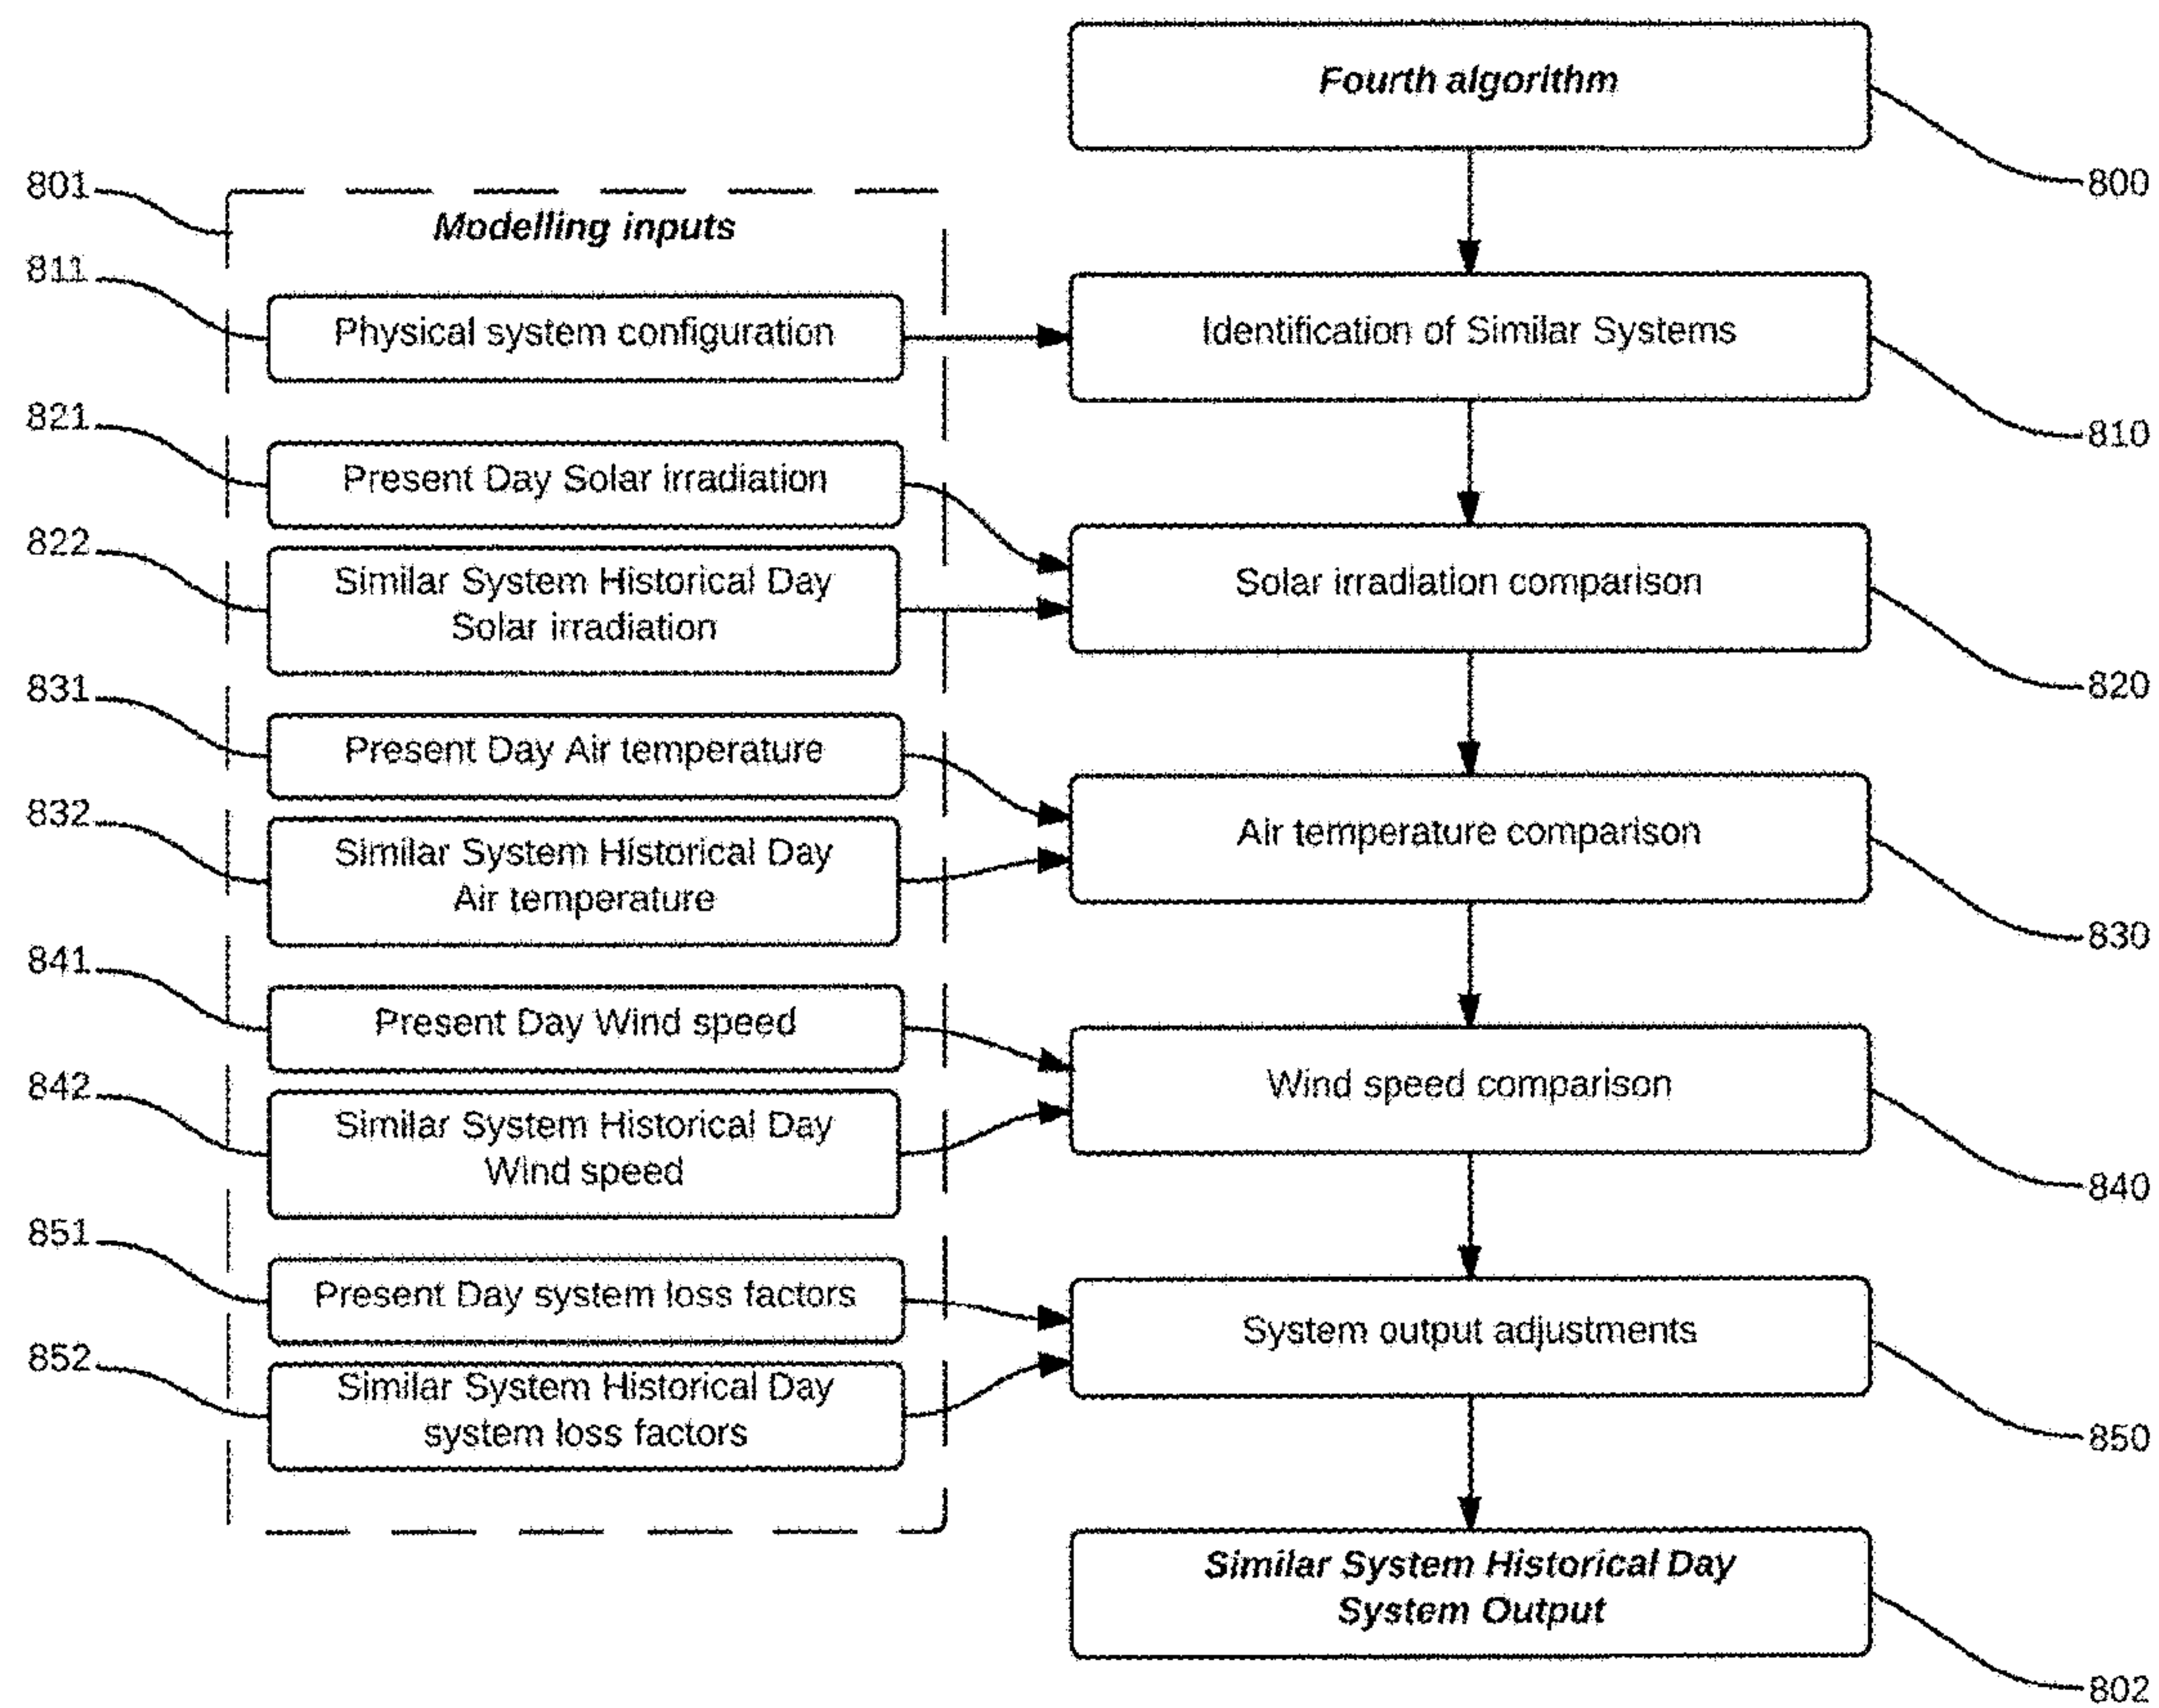 Fourth algorithm
800
801
Modelling inputs
811
Physical system configuration
Identification of Similar Systems
810
821
Present Day Solar irradiation
822
Similar System Historical Day
Solar irradiation
Solar irradiation comparison
820
831
Present Day Air temperature
832
Similar System Historical Day
Air temperature
Air temperature comparison
830
841
Present Day Wind speed
842
Similar System Historical Day
Wind speed
Wind speed comparison
840
851
Present Day system loss factors
852
Similar System Historical Day
system loss factors
System output adjustments
850
Similar System Historical Day
System Output
802